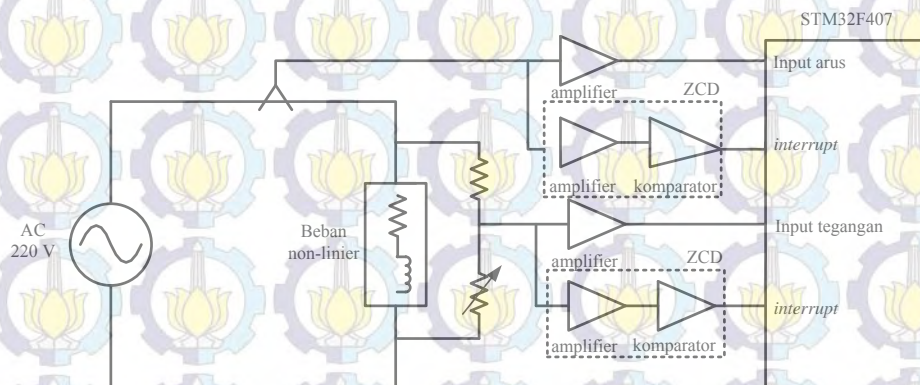 STM32F407
Input arus
amplifier
ZCD
interrupt
amplifier komparator
AC
220 V
Beban
non-linier
Input tegangan
amplifier
ZCD
interrupt
amplifier komparator